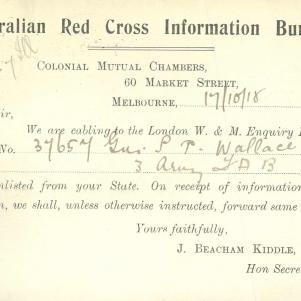 ralian Red Cross Information Bu
Colonial Mutual Chambers,
60 Market Street,
Melbourne, 17/10/18
ir,
We are cabling to the London W. & M. Enquiry
No. 37657 Gnr. S. T. Wallace
3 Army
nlisted from your State. On receipt of information
n, we shall, unless otherwise instructed, forward same
Yours faithfully,
J. Beacham Kiddle,
Hon Secre